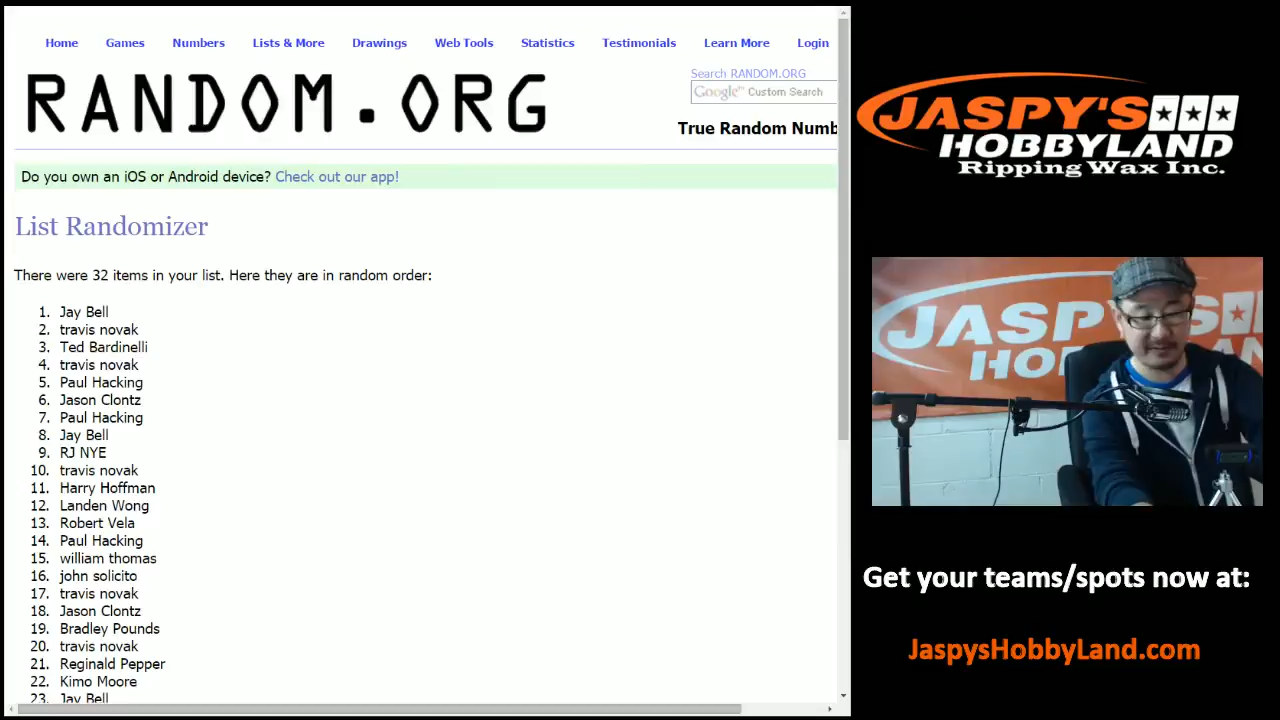 Home Games Numbers Lists & More Drawings Web Tools Statistics Testimonials Learn More Login
RANDOM.ORG
Search RANDOM.ORG
Google™ Custom Search
True Random Numb
Do you own an iOS or Android device? Check out our app!
List Randomizer
There were 32 items in your list. Here they are in random order:
1. Jay Bell
2. travis novak
3. Ted Bardinelli
4. travis novak
5. Paul Hacking
6. Jason Clontz
7. Paul Hacking
8. Jay Bell
9. RJ NYE
10. travis novak
11. Harry Hoffman
12. Landen Wong
13. Robert Vela
14. Paul Hacking
15. william thomas
16. john solicito
17. travis novak
18. Jason Clontz
19. Bradley Pounds
20. travis novak
21. Reginald Pepper
22. Kimo Moore
23. Jay Bell
JASPY'S
HOBBYLAND
Ripping Wax Inc.
JASPY
HO
JA
Get your teams/spots now at:
JaspysHobbyLand.com